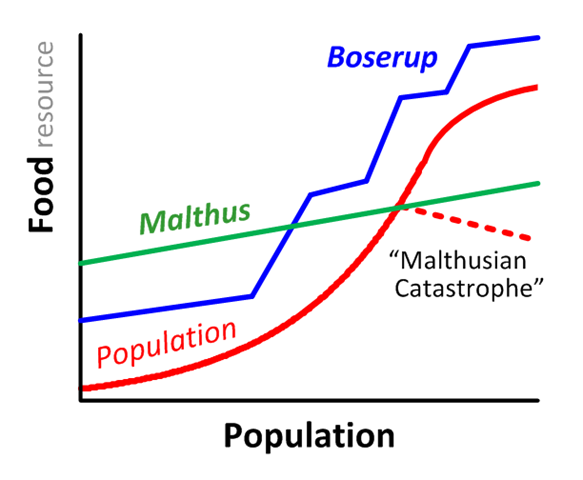 Boserup
Food resource
Malthus
"Malthusian
Catastrophe"
Population
Population